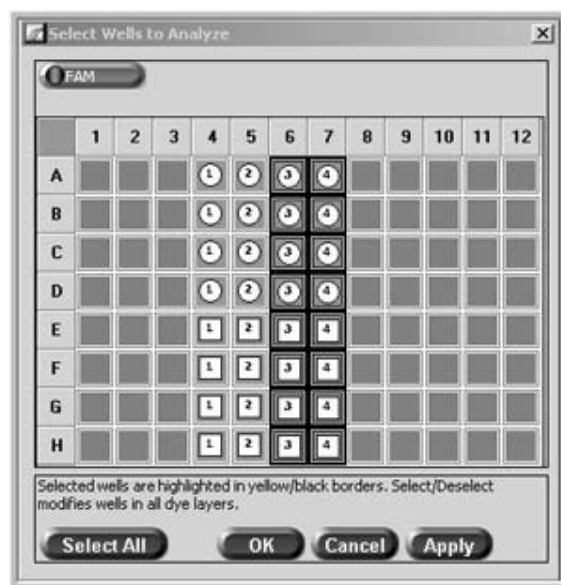 Select Wells to Analyze
FAM
1 2 3 4 5 6 7 8 9 10 11 12
A 1 2 3 4
B 1 2 3 4
C 1 2 3 4
D 1 2 3 4
E 1 2 3 4
F 1 2 3 4
G 1 2 3 4
H 1 2 3 4
Selected wells are highlighted in yellow/black borders. Select/Deselect
modifies wells in all dye layers.
Select All OK Cancel Apply